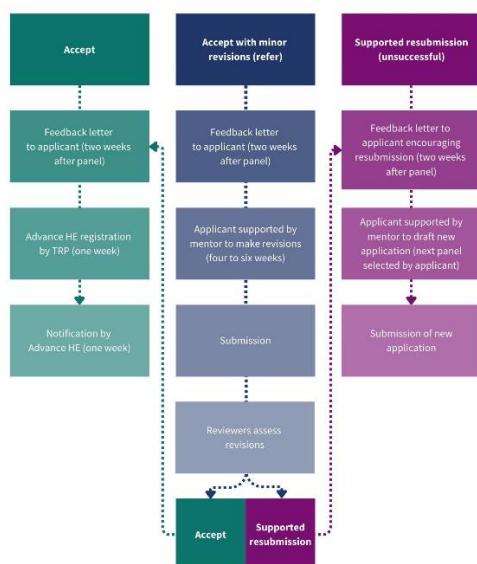 Accept
Feedback letter
to applicant (two weeks
after panel)
Advance HE registration
by TRP (one week)
Notification by
Advance HE (one week)
Accept with minor
revisions (refer)
Feedback letter
to applicant (two weeks
after panel)
Applicant supported by
mentor to make revisions
(four to six weeks)
Submission
Reviewers assess
revisions
Accept
Supported
resubmission
Supported resubmission
(unsuccessful)
Feedback letter to
applicant encouraging
resubmission (two weeks
after panel)
Applicant supported by
mentor to draft new
application (next panel
selected by applicant)
Submission of new
application